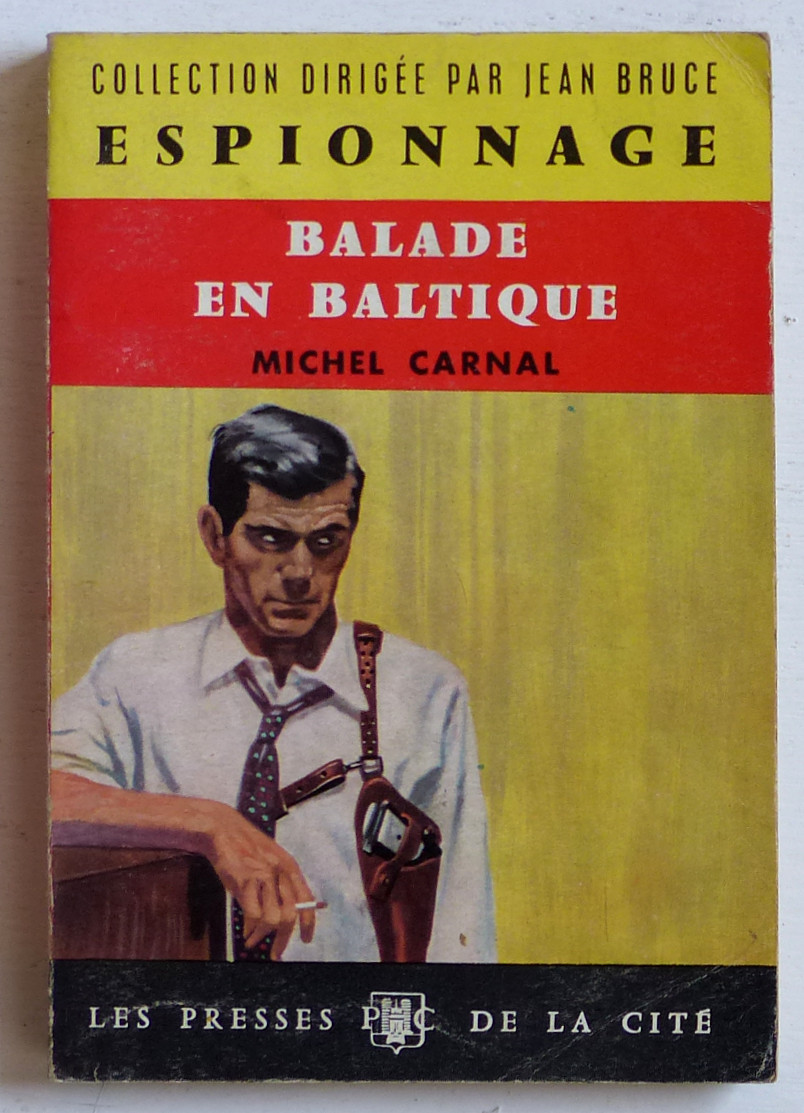 COLLECTION DIRIGÉE PAR JEAN BRUCE
ESPIONNAGE
BALADE
EN BALTIQUE
MICHEL CARNAL
LES PRESSES P C DE LA CITÉ